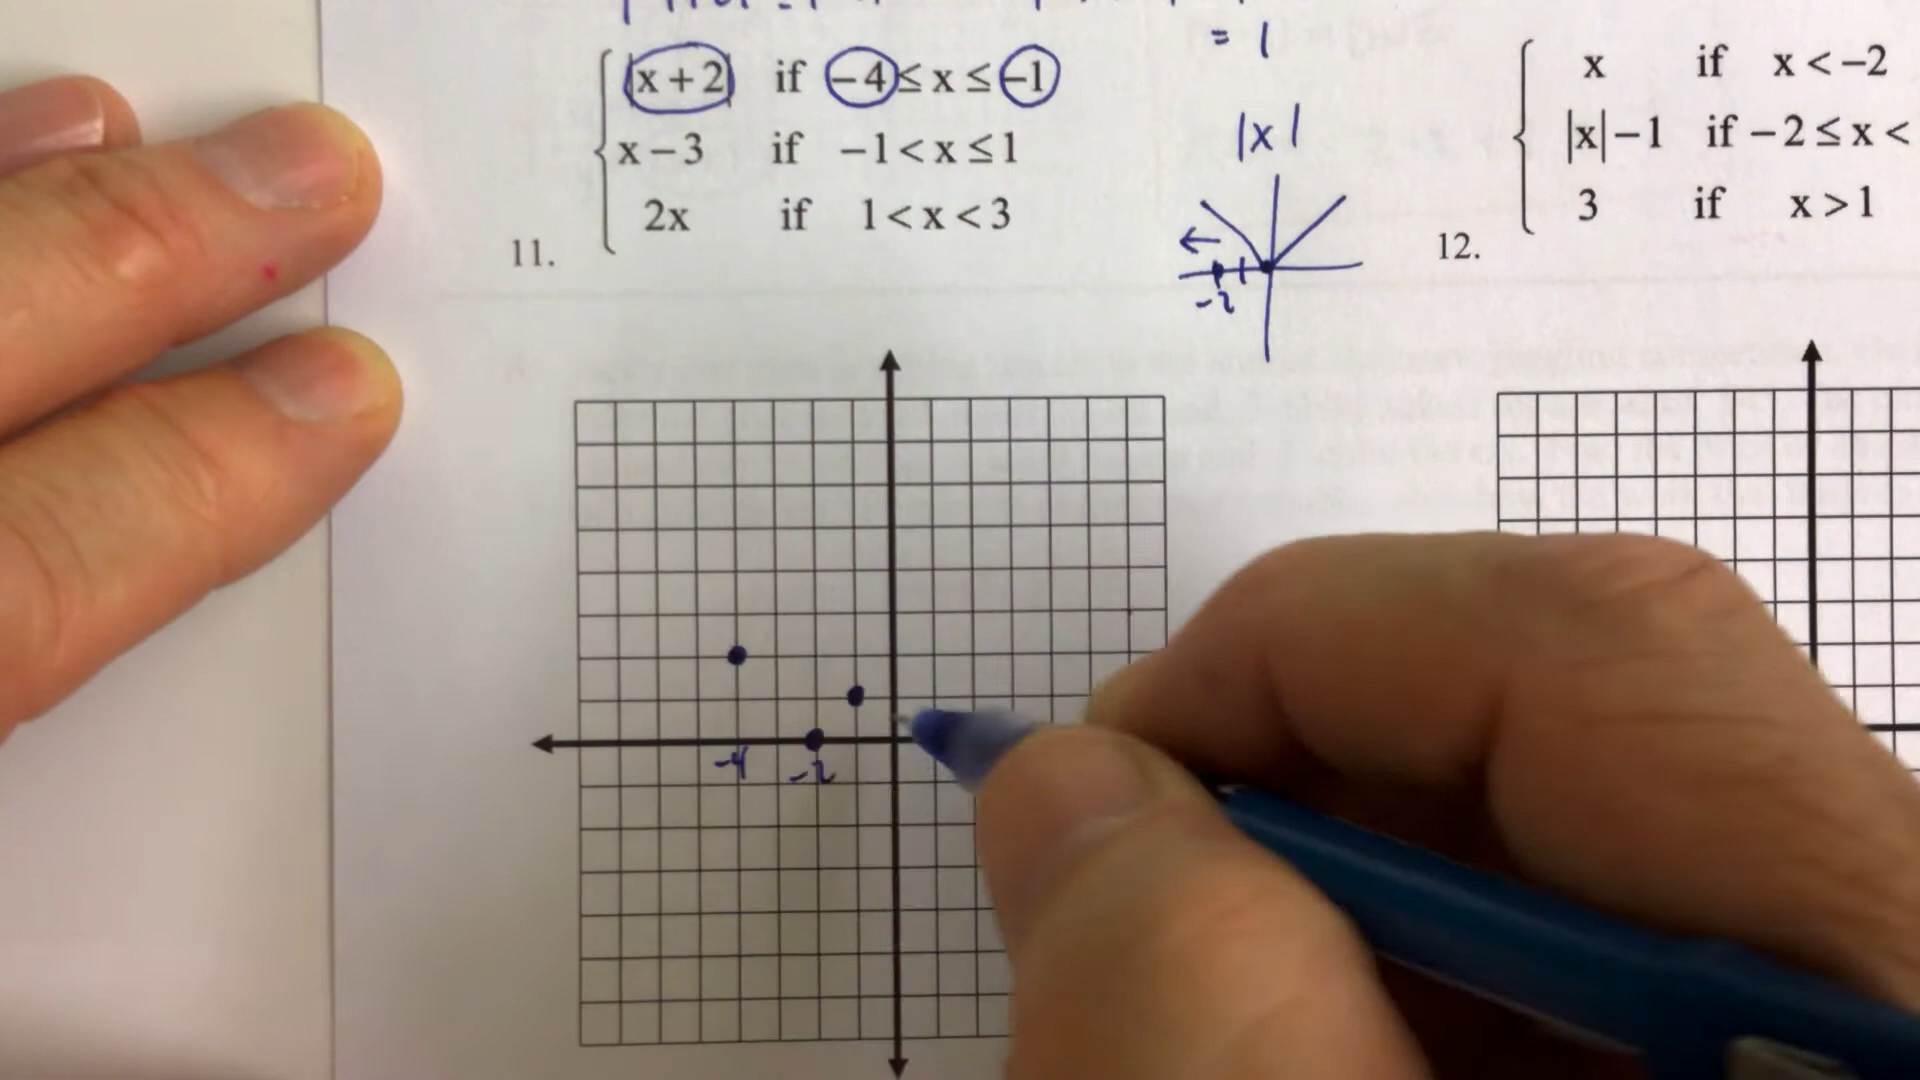 = 1
|x+2| if -4 ≤ x ≤ -1
x-3 if -1 < x ≤ 1
2x if 1 < x < 3
11.
|x|
-2
x if x < -2
|x|-1 if -2 ≤ x <
3 if x > 1
12.
-4 -2